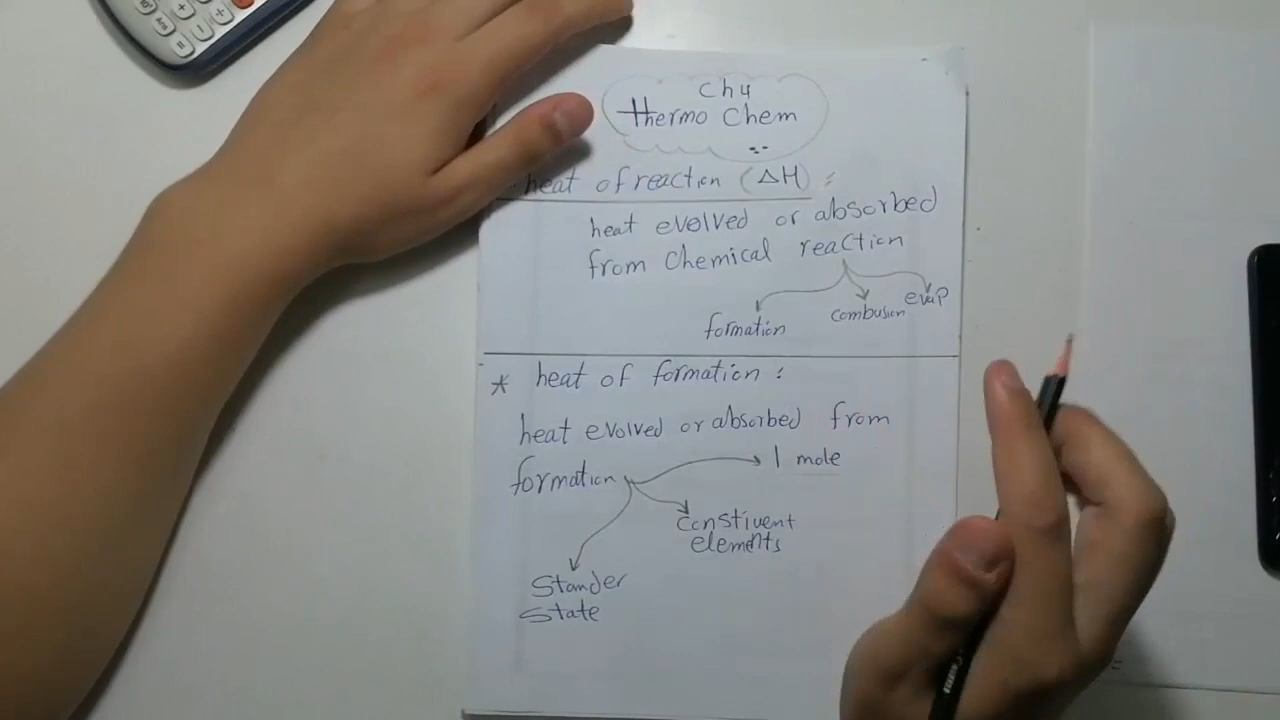 Ch4
thermo Chem
heat of reaction (ΔH) :
heat evolved or absorbed
from Chemical reaction
formation
combusion
evap
* heat of formation :
heat evolved or absorbed from
formation
1 mole
Constivent
elements
Stander
State